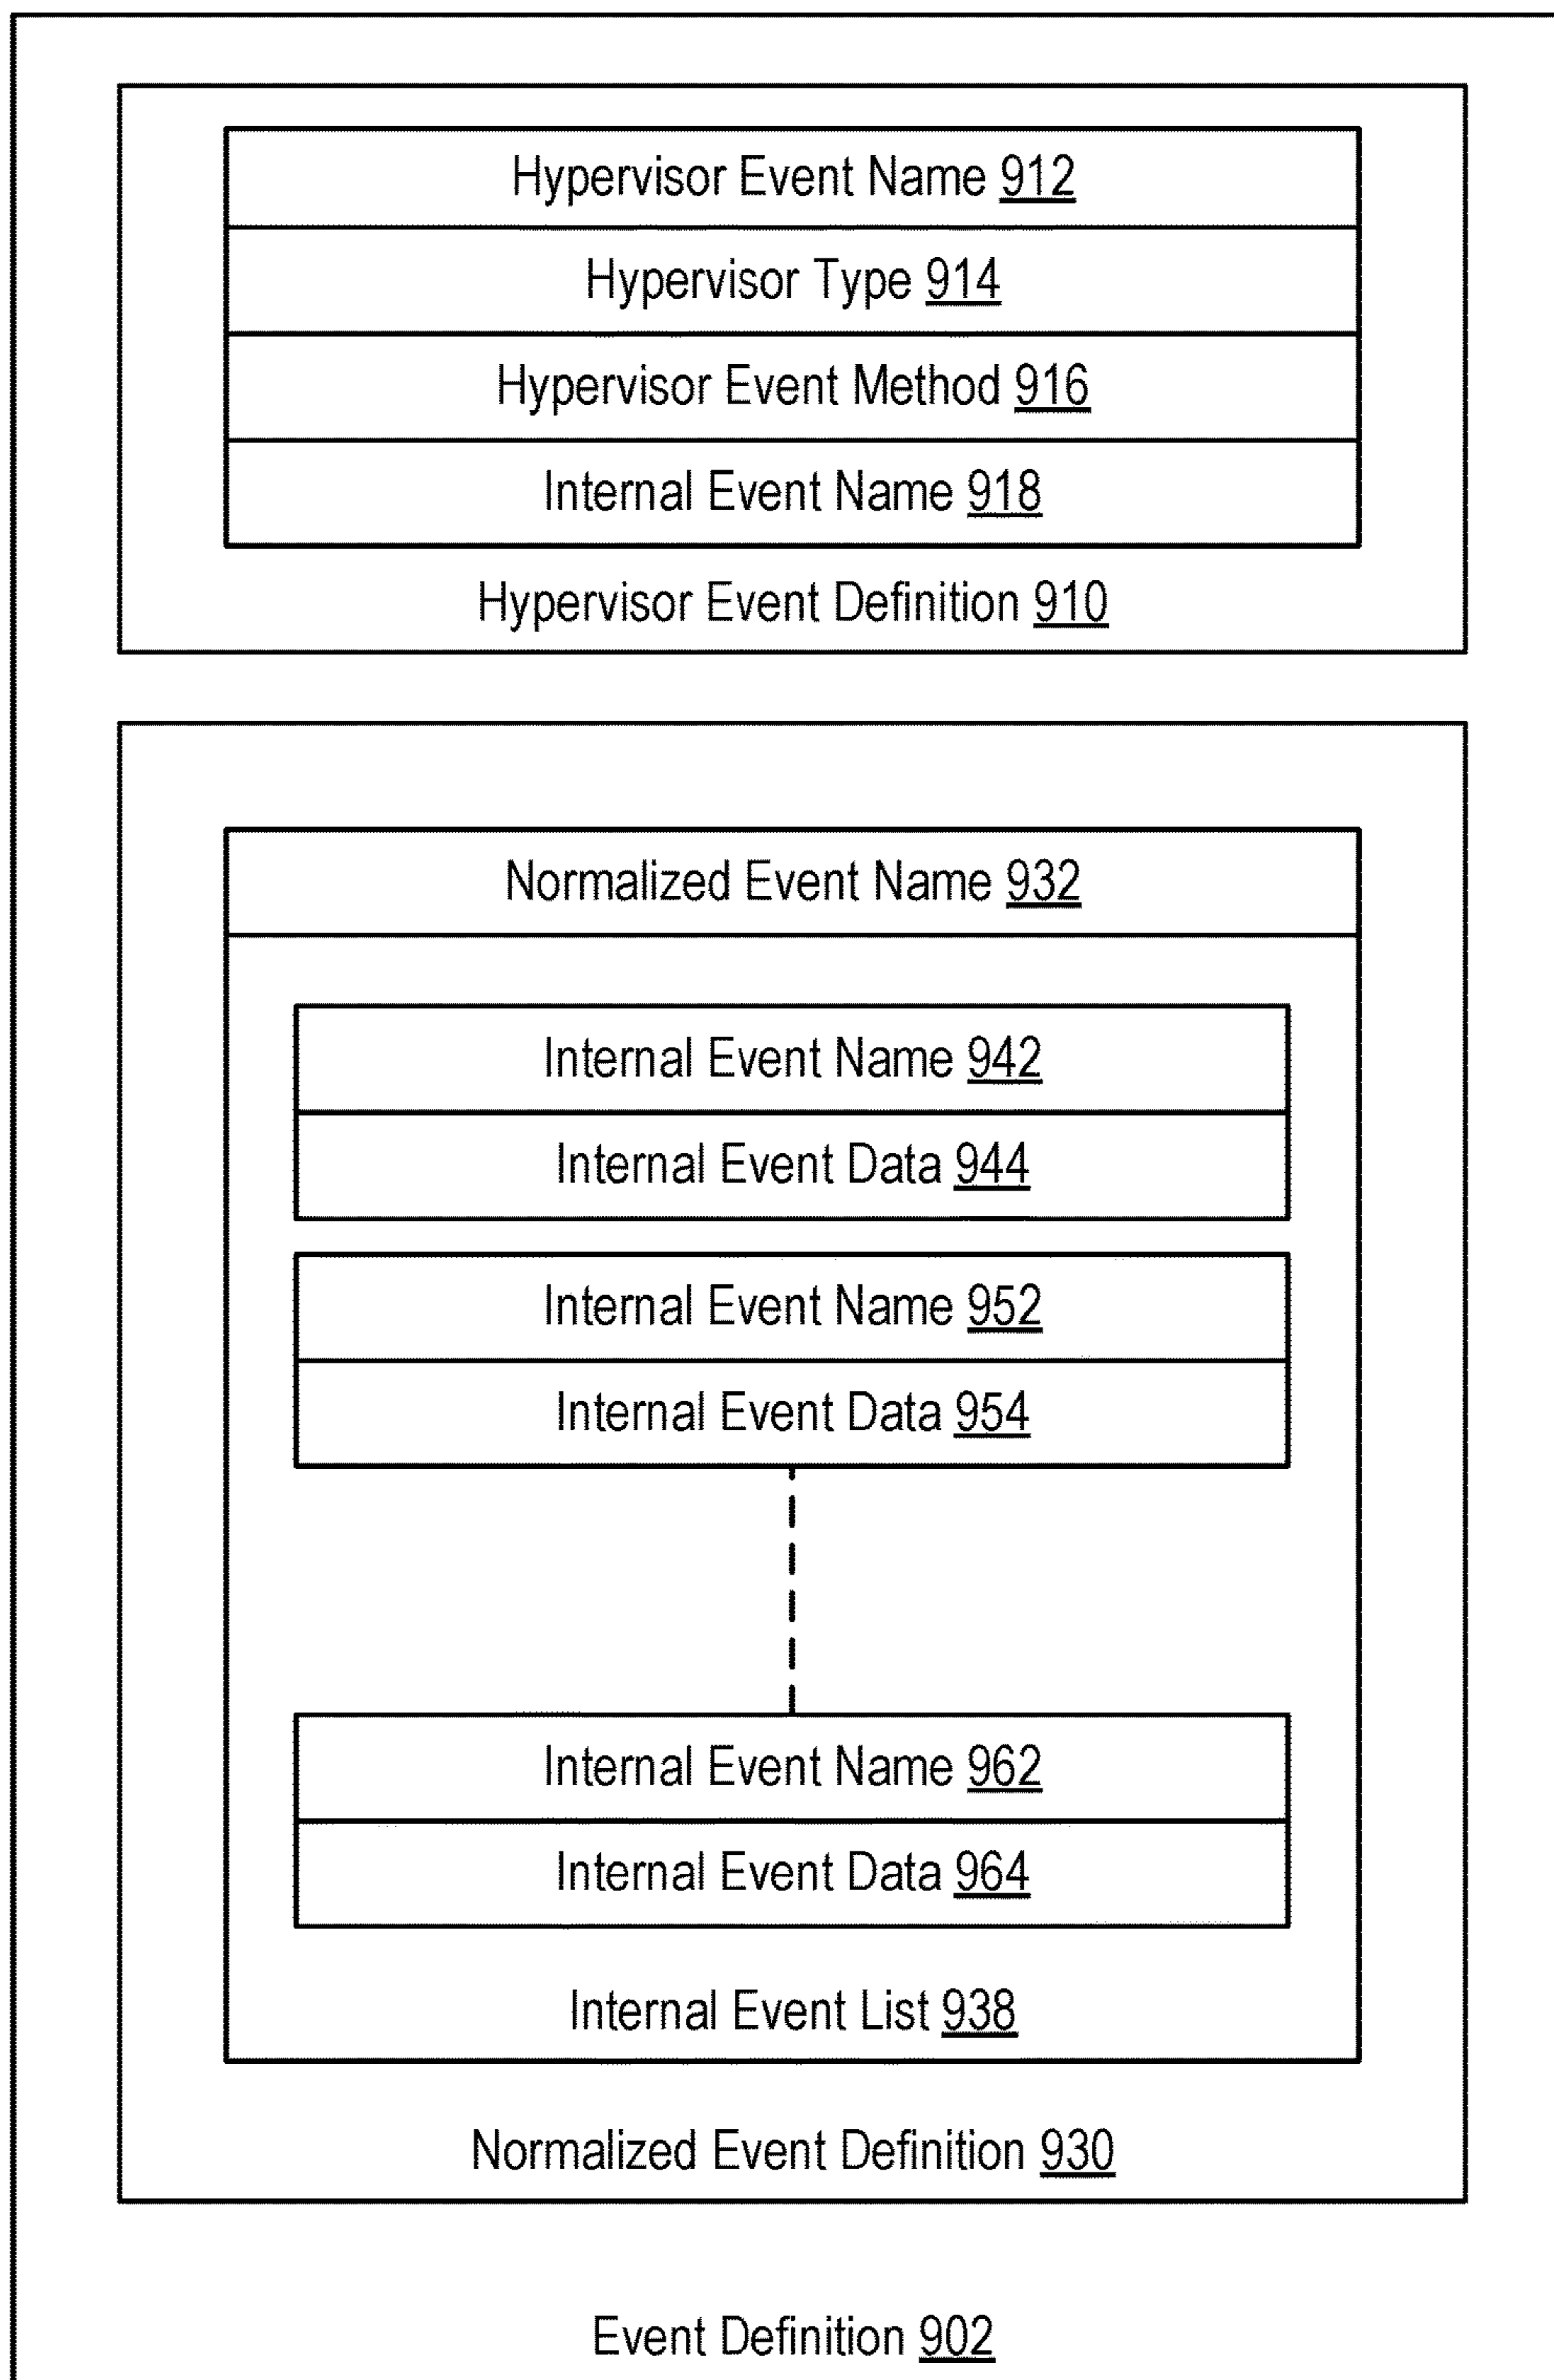 Hypervisor Event Name 912
Hypervisor Type 914
Hypervisor Event Method 916
Internal Event Name 918
Hypervisor Event Definition 910
Normalized Event Name 932
Internal Event Name 942
Internal Event Data 944
Internal Event Name 952
Internal Event Data 954
Internal Event Name 962
Internal Event Data 964
Internal Event List 938
Normalized Event Definition 930
Event Definition 902